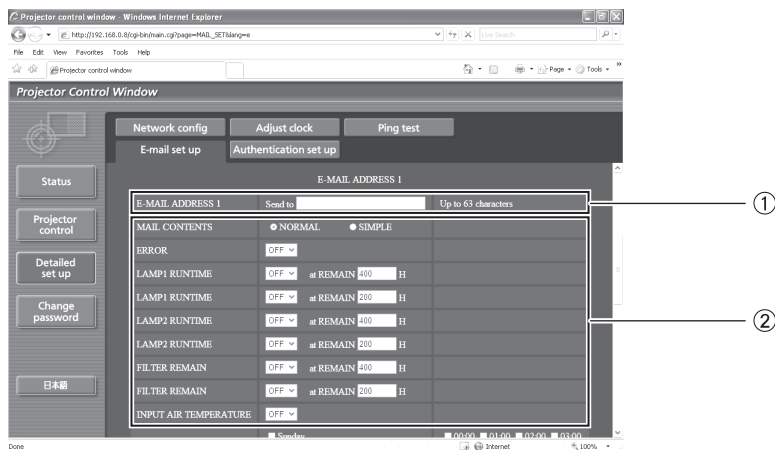 Projector control window - Windows Internet Explorer
http://192.168.0.8/cgi-bin/main.cgi?page=MAIL_SET&lang=e
Live Search
File Edit View Favorites Tools Help
Projector control window
Page Tools
Projector Control Window
Network config Adjust clock Ping test
E-mail set up Authentication set up
Status
Projector control
Detailed set up
Change password
日本語
E-MAIL ADDRESS 1
E-MAIL ADDRESS 1 Send to Up to 63 characters
①
MAIL CONTENTS NORMAL SIMPLE
ERROR OFF
LAMP1 RUNTIME OFF at REMAIN 400 H
LAMP1 RUNTIME OFF at REMAIN 200 H
LAMP2 RUNTIME OFF at REMAIN 400 H
②
LAMP2 RUNTIME OFF at REMAIN 200 H
FILTER REMAIN OFF at REMAIN 400 H
FILTER REMAIN OFF at REMAIN 200 H
INPUT AIR TEMPERATURE OFF
Sunday 00:00 01:00 02:00 03:00
Done Internet 100%